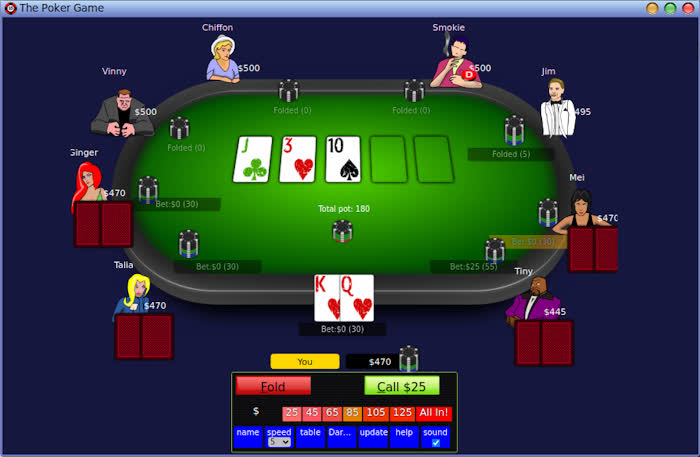 The Poker Game
Chiffon
$500
Smokie
$500
D
Vinny
$500
Jim
495
Folded (0)
Folded (0)
Folded (0)
Folded (5)
J
3
10
Ginger
$470
Bet:$0 (30)
Mei
$470
Bet:$0 (30)
Total pot: 180
Bet:$0 (30)
Bet:$25 (55)
Talia
$470
Tiny
$445
K Q
Bet:$0 (30)
You
$470
Fold
Call $25
$ 25 45 65 85 105 125 All In!
name speed table Dar... update help sound
5